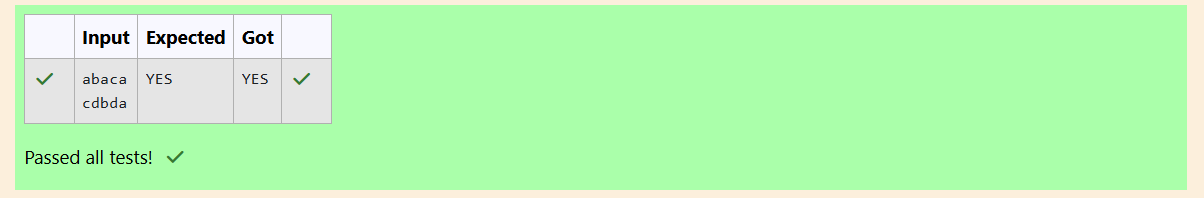 Input Expected Got
abaca YES YES
cdbda
Passed all tests!